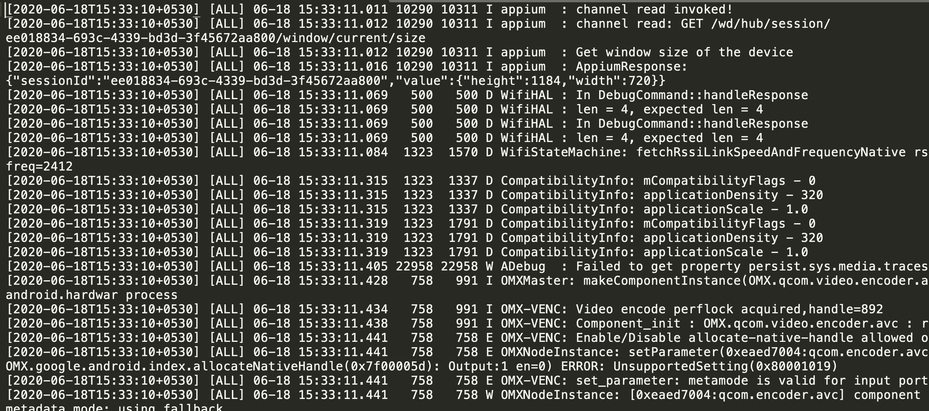 [2020-06-18T15:33:10+0530] [ALL] 06-18 15:33:11.011 10290 10311 I appium  : channel read invoked!
[2020-06-18T15:33:10+0530] [ALL] 06-18 15:33:11.012 10290 10311 I appium  : channel read: GET /wd/hub/session/
ee018834-693c-4339-bd3d-3f45672aa800/window/current/size
[2020-06-18T15:33:10+0530] [ALL] 06-18 15:33:11.012 10290 10311 I appium  : Get window size of the device
[2020-06-18T15:33:10+0530] [ALL] 06-18 15:33:11.016 10290 10311 I appium  : AppiumResponse:
{"sessionId":"ee018834-693c-4339-bd3d-3f45672aa800","value":{"height":1184,"width":720}}
[2020-06-18T15:33:10+0530] [ALL] 06-18 15:33:11.069   500   500 D WifiHAL : In DebugCommand::handleResponse
[2020-06-18T15:33:10+0530] [ALL] 06-18 15:33:11.069   500   500 D WifiHAL : len = 4, expected len = 4
[2020-06-18T15:33:10+0530] [ALL] 06-18 15:33:11.069   500   500 D WifiHAL : In DebugCommand::handleResponse
[2020-06-18T15:33:10+0530] [ALL] 06-18 15:33:11.069   500   500 D WifiHAL : len = 4, expected len = 4
[2020-06-18T15:33:10+0530] [ALL] 06-18 15:33:11.084  1323  1570 D WifiStateMachine: fetchRssiLinkSpeedAndFrequencyNative rs
freq=2412
[2020-06-18T15:33:10+0530] [ALL] 06-18 15:33:11.315  1323  1337 D CompatibilityInfo: mCompatibilityFlags - 0
[2020-06-18T15:33:10+0530] [ALL] 06-18 15:33:11.315  1323  1337 D CompatibilityInfo: applicationDensity - 320
[2020-06-18T15:33:10+0530] [ALL] 06-18 15:33:11.315  1323  1337 D CompatibilityInfo: applicationScale - 1.0
[2020-06-18T15:33:10+0530] [ALL] 06-18 15:33:11.319  1323  1791 D CompatibilityInfo: mCompatibilityFlags - 0
[2020-06-18T15:33:10+0530] [ALL] 06-18 15:33:11.319  1323  1791 D CompatibilityInfo: applicationDensity - 320
[2020-06-18T15:33:10+0530] [ALL] 06-18 15:33:11.319  1323  1791 D CompatibilityInfo: applicationScale - 1.0
[2020-06-18T15:33:10+0530] [ALL] 06-18 15:33:11.405 22958 22958 W ADebug  : Failed to get property persist.sys.media.traces
[2020-06-18T15:33:10+0530] [ALL] 06-18 15:33:11.428   758   991 I OMXMaster: makeComponentInstance(OMX.qcom.video.encoder.a
android.hardwar process
[2020-06-18T15:33:10+0530] [ALL] 06-18 15:33:11.434   758   991 I OMX-VENC: Video encode perflock acquired,handle=892
[2020-06-18T15:33:10+0530] [ALL] 06-18 15:33:11.438   758   991 I OMX-VENC: Component_init : OMX.qcom.video.encoder.avc : r
[2020-06-18T15:33:10+0530] [ALL] 06-18 15:33:11.441   758   758 E OMX-VENC: Enable/Disable allocate-native-handle allowed o
[2020-06-18T15:33:10+0530] [ALL] 06-18 15:33:11.441   758   758 E OMXNodeInstance: setParameter(0xeaed7004:qcom.encoder.avc
OMX.google.android.index.allocateNativeHandle(0x7f00005d): Output:1 en=0) ERROR: UnsupportedSetting(0x80001019)
[2020-06-18T15:33:10+0530] [ALL] 06-18 15:33:11.441   758   758 E OMX-VENC: set_parameter: metamode is valid for input port
[2020-06-18T15:33:10+0530] [ALL] 06-18 15:33:11.441   758   758 W OMXNodeInstance: [0xeaed7004:qcom.encoder.avc] component
metadata mode; using fallback